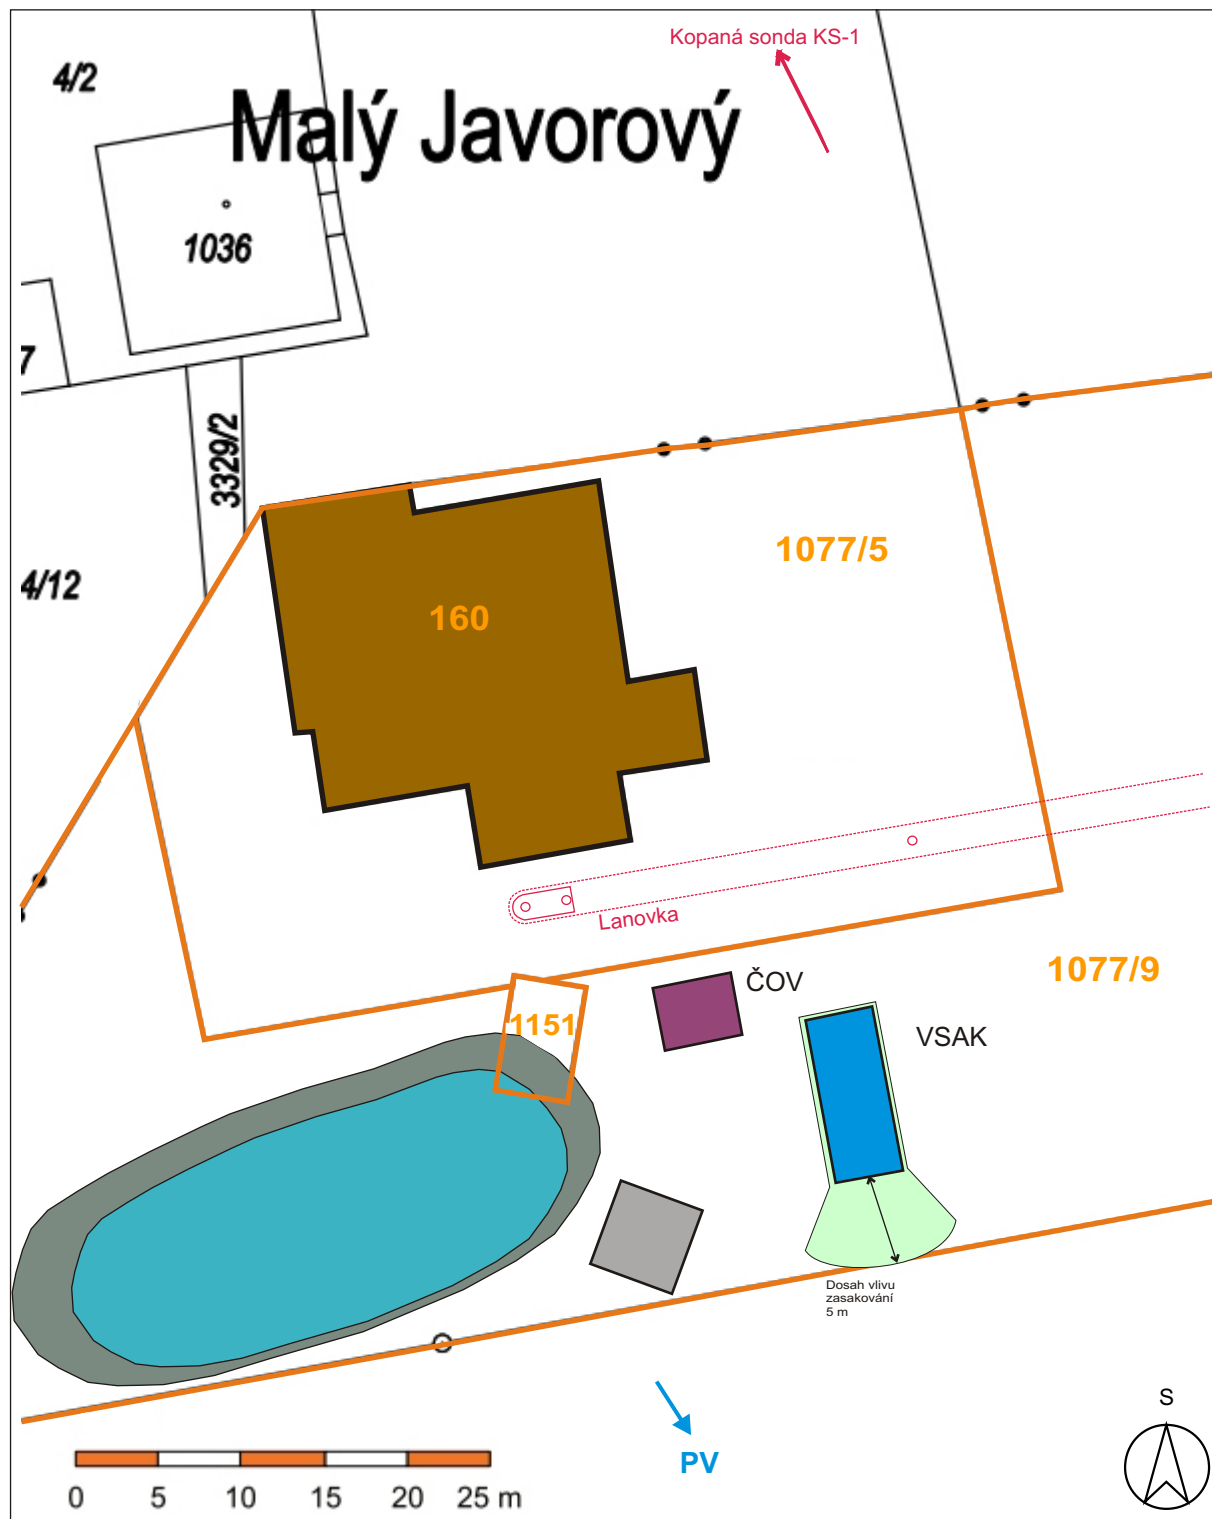 Kopaná sonda KS-1
4/2
Malý Javorový
1036
7
3329/2
1077/5
4/12
160
Lanovka
1077/9
ČOV
1151
VSAK
Dosah vlivu
zasakování
5 m
S
PV
0 5 10 15 20 25 m